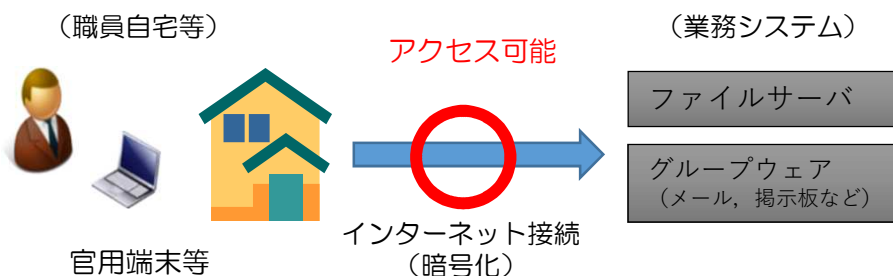 （職員自宅等）
アクセス可能
（業務システム）
ファイルサーバ
グループウェア
（メール，掲示板など）
インターネット接続
（暗号化）
官用端末等